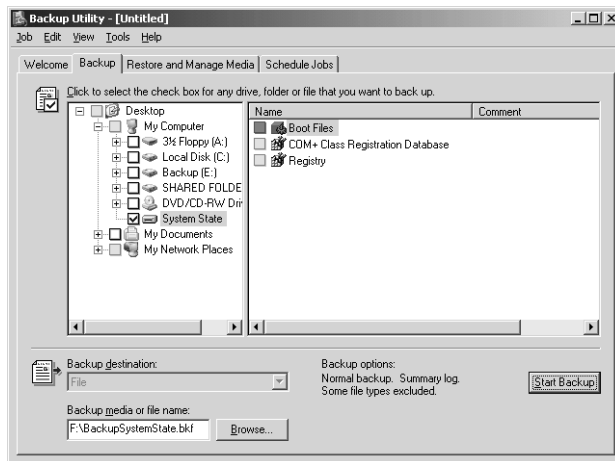 Backup Utility - [Untitled]
Job Edit View Tools Help
Welcome Backup Restore and Manage Media Schedule Jobs
Click to select the check box for any drive, folder or file that you want to back up.
Desktop
My Computer
3½ Floppy (A:)
Local Disk (C:)
Backup (E:)
SHARED FOLDE
DVD/CD-RW Dri
System State
My Documents
My Network Places
Name Comment
Boot Files
COM+ Class Registration Database
Registry
Backup destination:
File
Backup media or file name:
F:\BackupSystemState.bkf
Browse...
Backup options:
Normal backup. Summary log.
Some file types excluded.
Start Backup